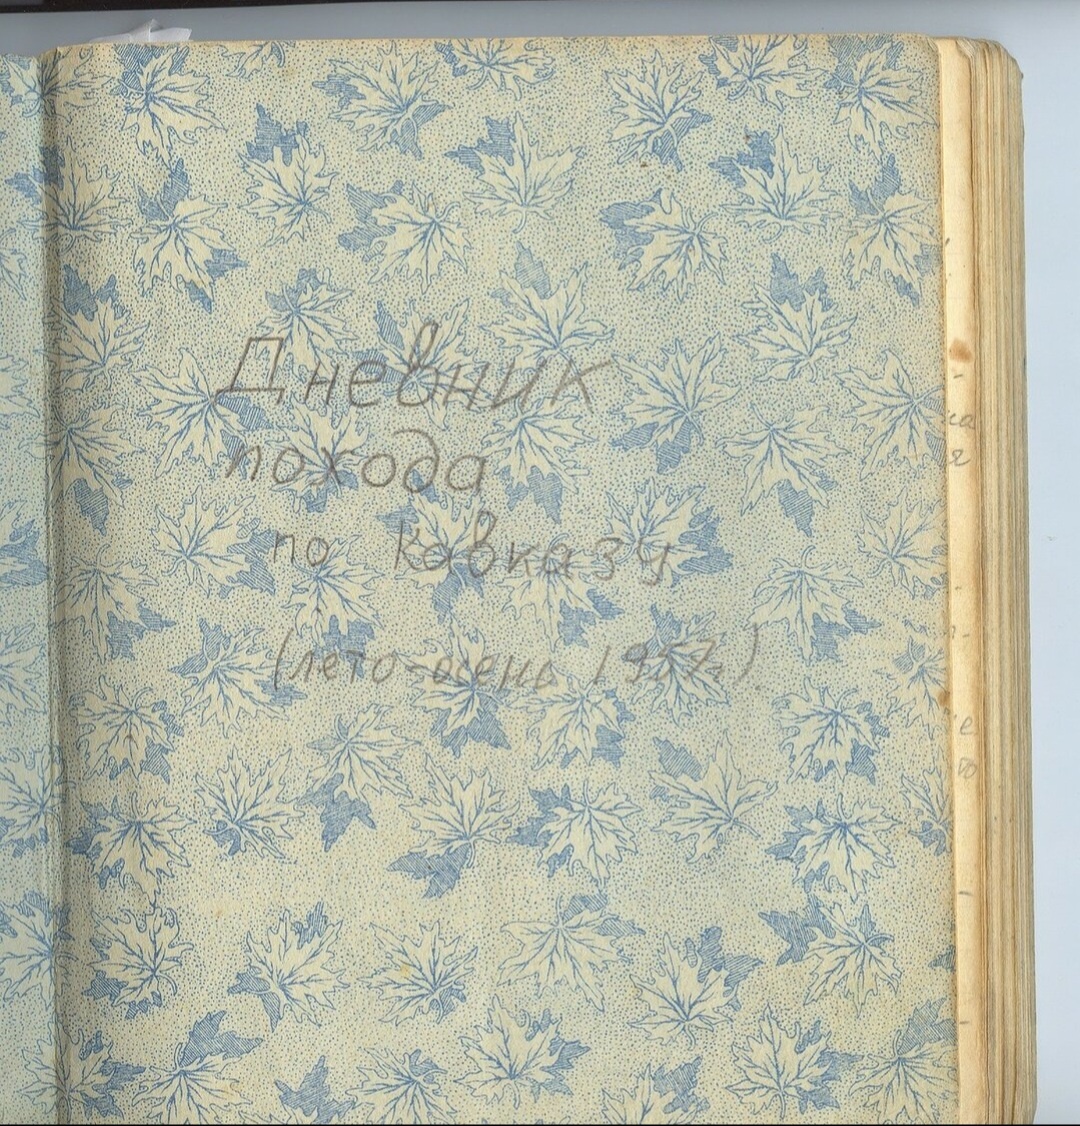 Дневник
похода
по кавказу
(лето-осень 1957г.)